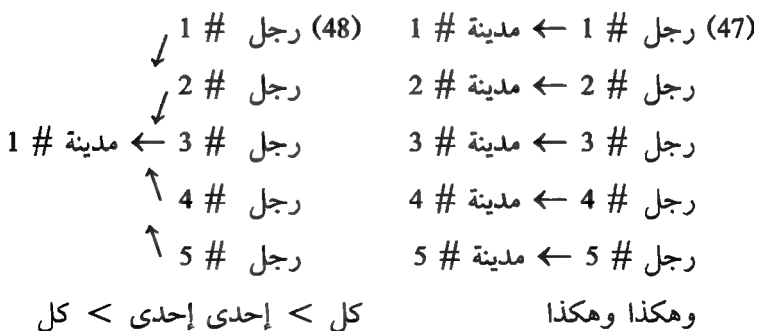 (47) رجل # 1 ← مدينة # 1 (48) رجل # 1
رجل # 2 ← مدينة # 2 رجل # 2
رجل # 3 ← مدينة # 3 رجل # 3 ← مدينة # 1
رجل # 4 ← مدينة # 4 رجل # 4
رجل # 5 ← مدينة # 5 رجل # 5
وهكذا وهكذا كل > إحدى إحدى > كل